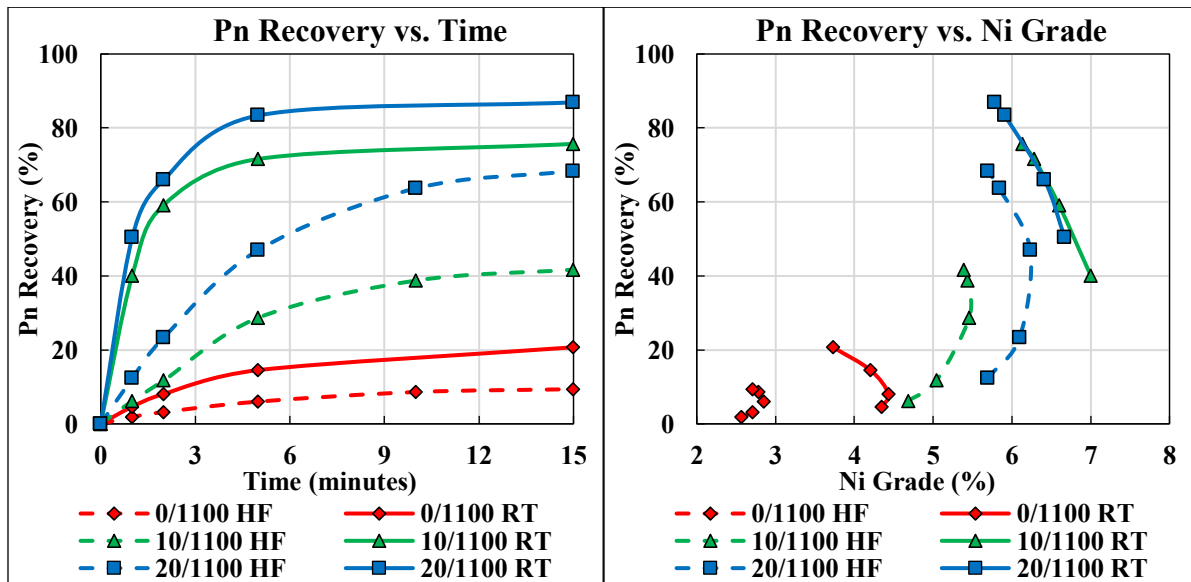 Pn Recovery vs. Time
Pn Recovery (%)
100
80
60
40
20
0
0 3 6 9 12 15
Time (minutes)
0/1100 HF 0/1100 RT
10/1100 HF 10/1100 RT
20/1100 HF 20/1100 RT
Pn Recovery vs. Ni Grade
Pn Recovery (%)
100
80
60
40
20
0
2 3 4 5 6 7 8
Ni Grade (%)
0/1100 HF 0/1100 RT
10/1100 HF 10/1100 RT
20/1100 HF 20/1100 RT